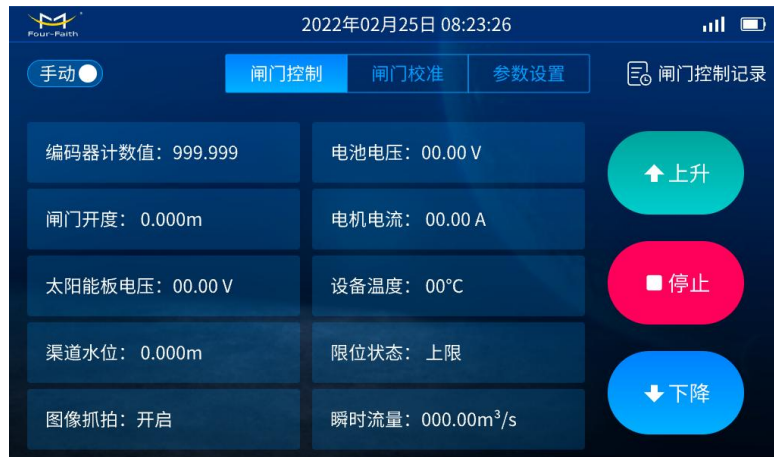 Four-Faith
2022年02月25日 08:23:26
手动
闸门控制
闸门校准
参数设置
闸门控制记录
编码器计数值：999.999
电池电压：00.00 V
上升
闸门开度： 0.000m
电机电流： 00.00 A
太阳能板电压：00.00 V
设备温度： 00°C
停止
渠道水位： 0.000m
限位状态： 上限
下降
图像抓拍：开启
瞬时流量：000.00m³/s